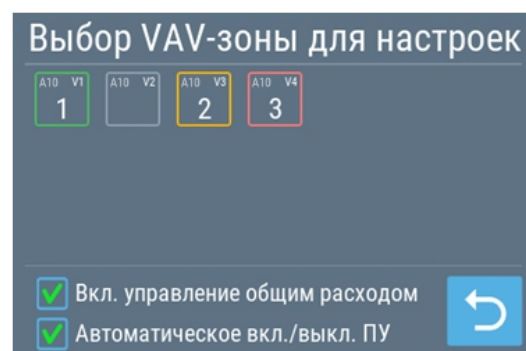 Выбор VAV-зоны для настроек
A10 V1 A10 V2 A10 V3 A10 V4
1 2 3
Вкл. управление общим расходом
Автоматическое вкл./выкл. ПУ